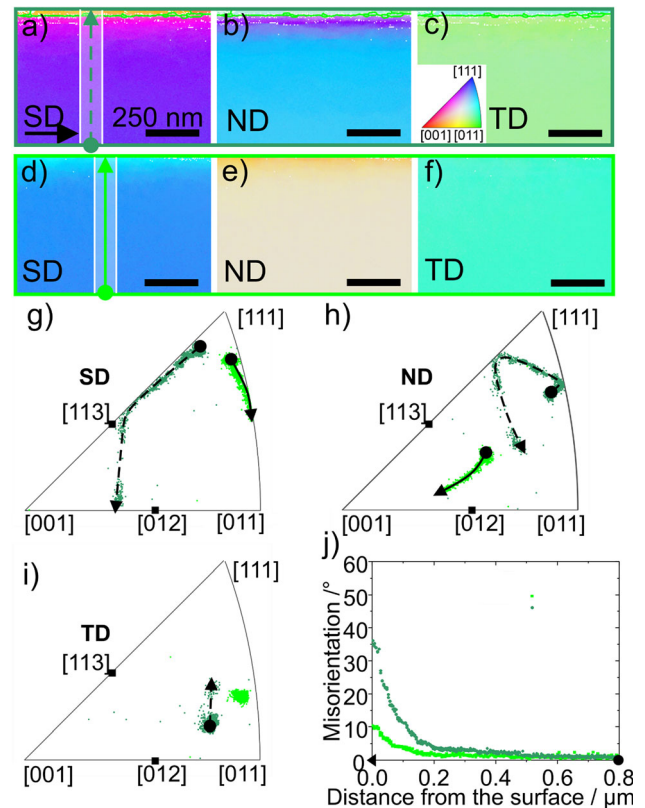 a)
b)
c)
SD
250 nm
ND
[111]
[001] [011]
TD
d)
e)
f)
SD
ND
TD
g)
[111]
SD
[113]
[001]
[012]
[011]
h)
[111]
ND
[113]
[001]
[012]
[011]
i)
[111]
TD
[113]
[001]
[012]
[011]
j)
60
50
40
30
20
10
0
Misorientation /°
0.0 0.2 0.4 0.6 0.8
Distance from the surface / µm